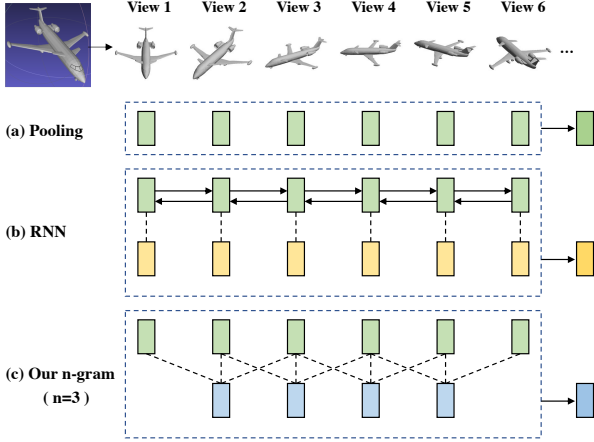 View 1 View 2 View 3 View 4 View 5 View 6
...
(a) Pooling
(b) RNN
(c) Our n-gram
( n=3 )